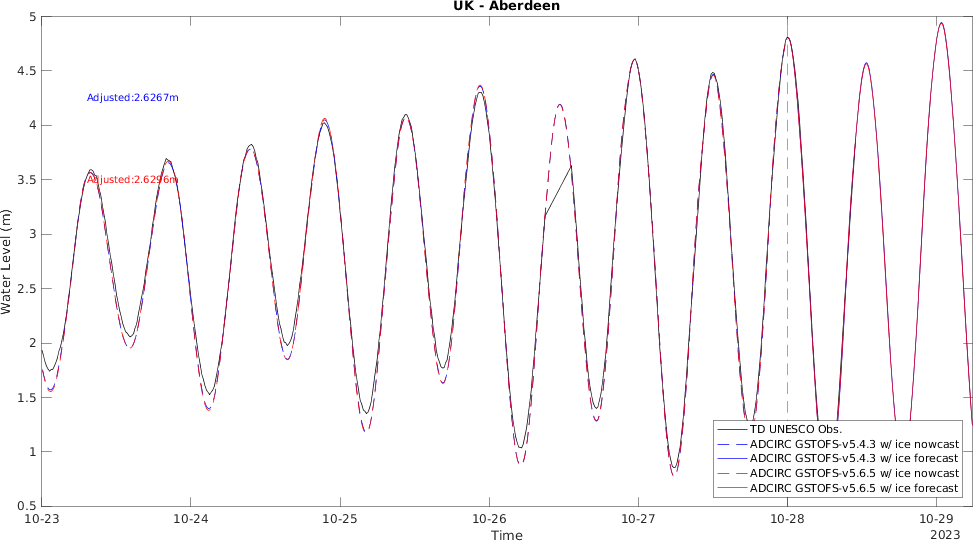 UK - Aberdeen
5
4.5
4
3.5
3
2.5
2
1.5
1
0.5
Water Level (m)
Adjusted:2.6267m
Adjusted:2.6296m
TD UNESCO Obs.
ADCIRC GSTOFS-v5.4.3 w/ ice nowcast
ADCIRC GSTOFS-v5.4.3 w/ ice forecast
ADCIRC GSTOFS-v5.6.5 w/ ice nowcast
ADCIRC GSTOFS-v5.6.5 w/ ice forecast
10-23 10-24 10-25 10-26 10-27 10-28 10-29
Time
2023